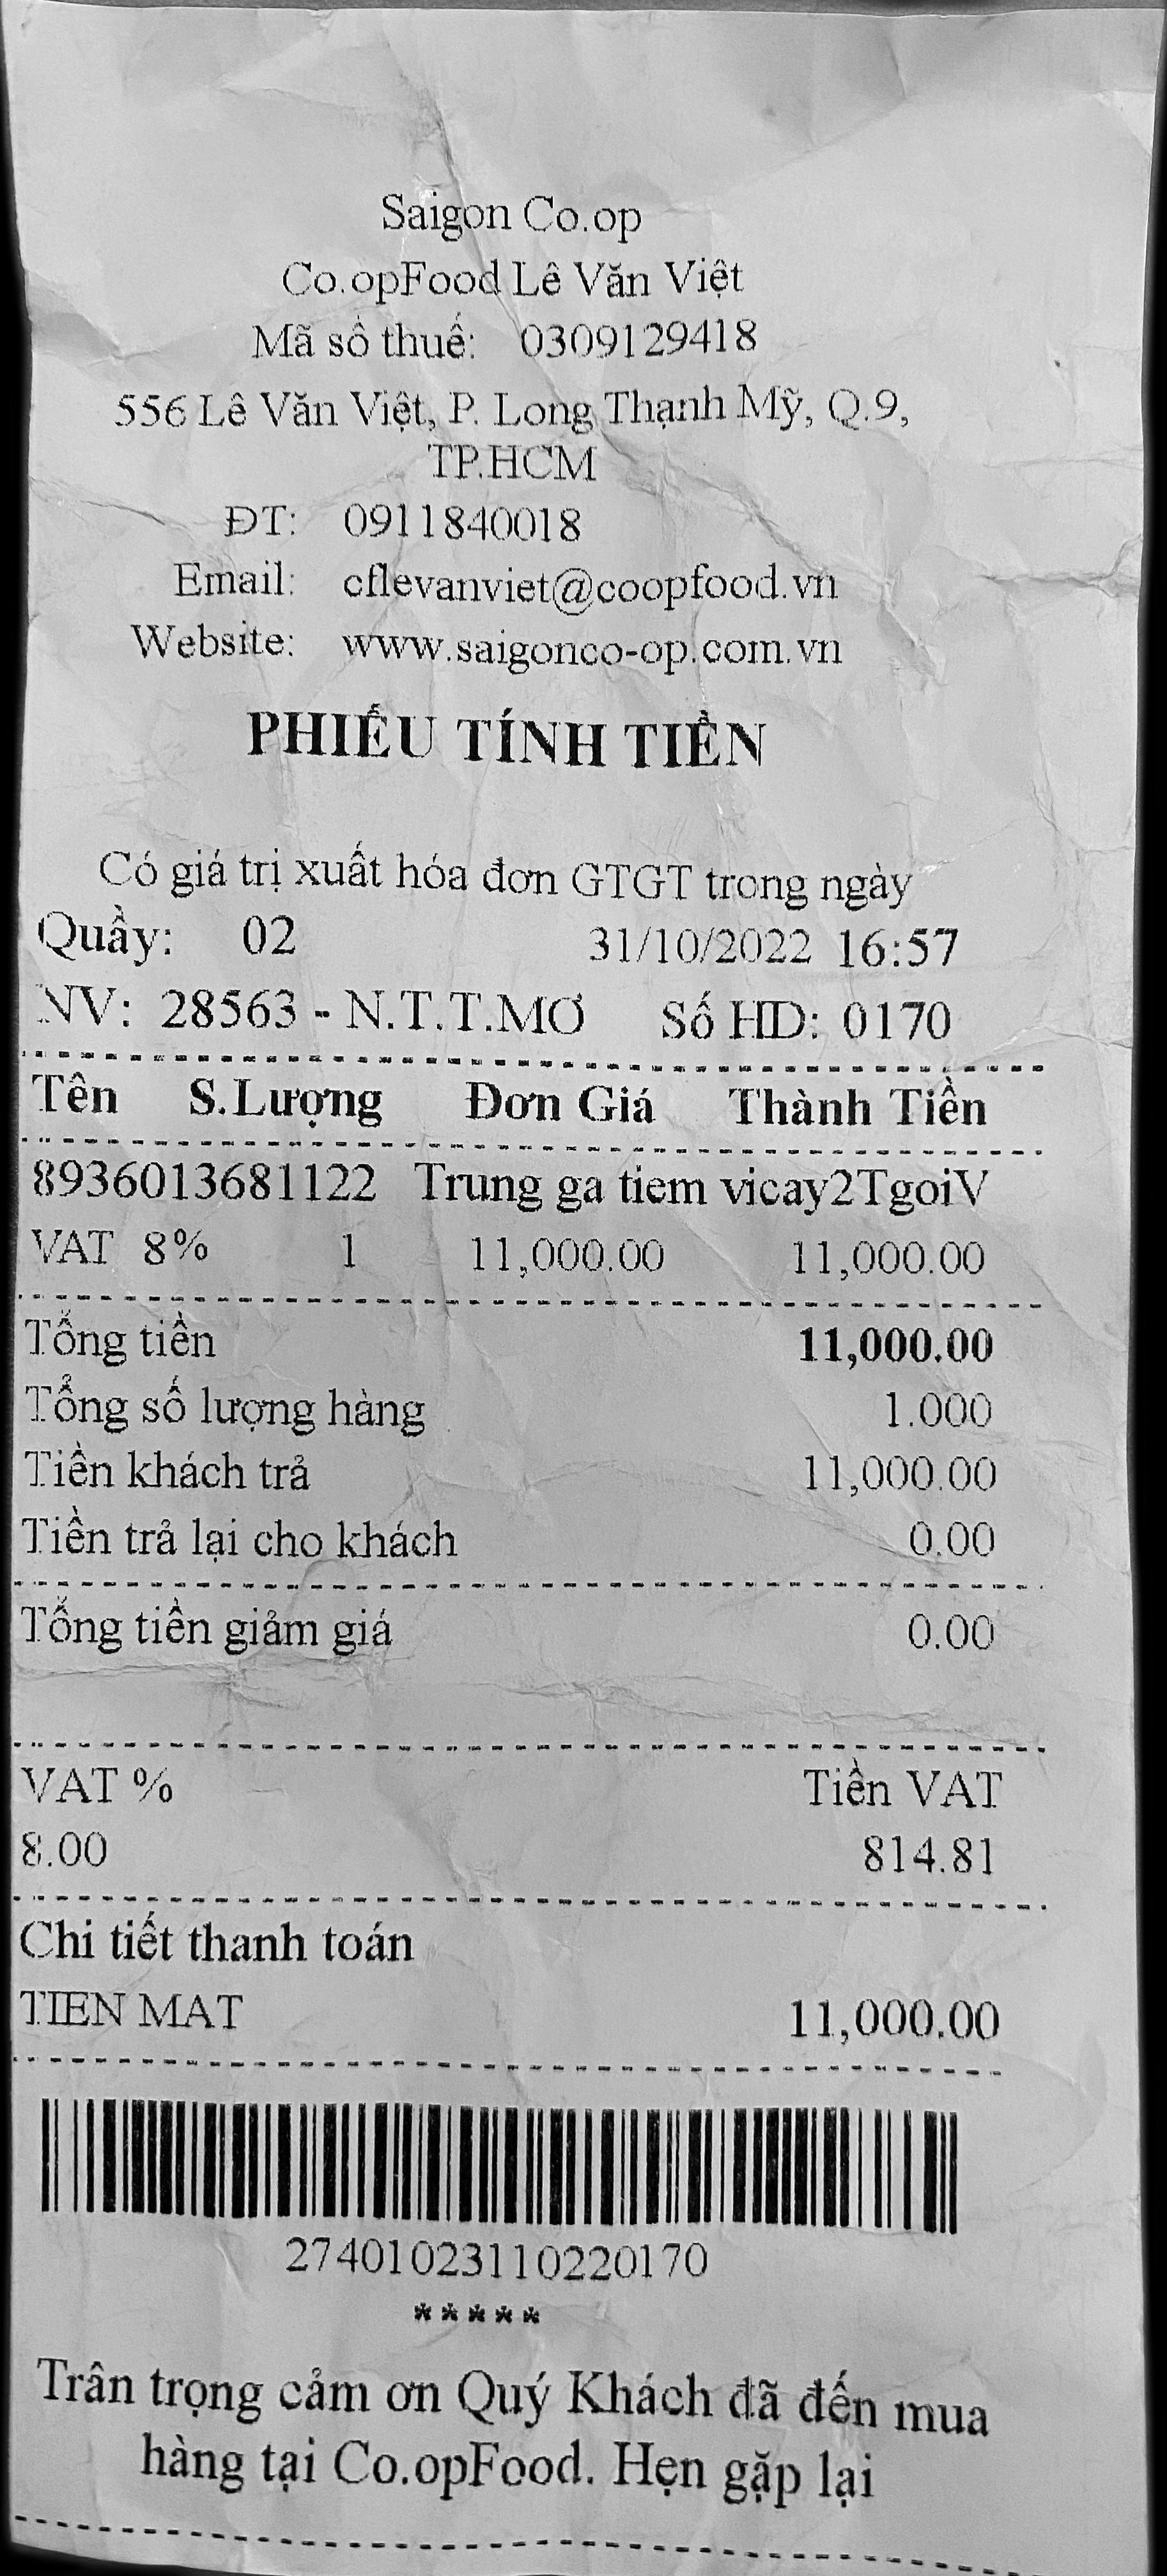 Saigon Co.op
Co.opFood Lê Văn Việt
Mã số thuế: 0309129418
556 Lê Văn Việt, P. Long Thạnh Mỹ, Q.9,
TP.HCM
ĐT: 0911840018
Email: cflevanviet@coopfood.vn
Website: www.saigonco-op.com.vn
PHIẾU TÍNH TIỀN
Có giá trị xuất hóa đơn GTGT trong ngày
Quầy: 02 31/10/2022 16:57
NV: 28563 - N.T.T.MƠ Số HD: 0170
Tên S.Lượng Đơn Giá Thành Tiền
8936013681122 Trung ga tiem vicay2TgoiV
VAT 8% 1 11,000.00 11,000.00
Tổng tiền 11,000.00
Tổng số lượng hàng 1.000
Tiền khách trả 11,000.00
Tiền trả lại cho khách 0.00
Tổng tiền giảm giá 0.00
VAT % Tiền VAT
8.00 814.81
Chi tiết thanh toán
TIEN MAT 11,000.00
27401023110220170
*****
Trân trọng cảm ơn Quý Khách đã đến mua
hàng tại Co.opFood. Hẹn gặp lại